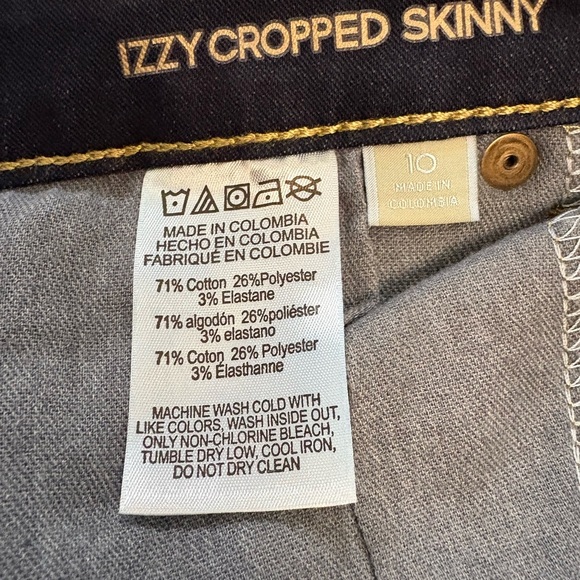 IZZY CROPPED SKINNY
10
MADE IN
COLOMBIA
MADE IN COLOMBIA
HECHO EN COLOMBIA
FABRIQUÉ EN COLOMBIE
71% Cotton 26%Polyester
3% Elastane
71% algodón 26%poliéster
3% elastano
71% Coton 26% Polyester
3% Élasthanne
MACHINE WASH COLD WITH
LIKE COLORS, WASH INSIDE OUT,
ONLY NON-CHLORINE BLEACH,
TUMBLE DRY LOW, COOL IRON,
DO NOT DRY CLEAN